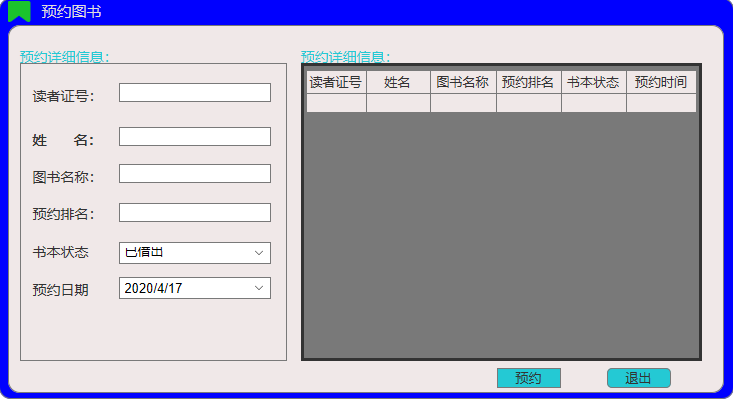 预约图书
预约详细信息：
读者证号：
姓 名：
图书名称：
预约排名：
书本状态 已借出
预约日期 2020/4/17
预约详细信息：
读者证号 姓名 图书名称 预约排名 书本状态 预约时间
预约 退出